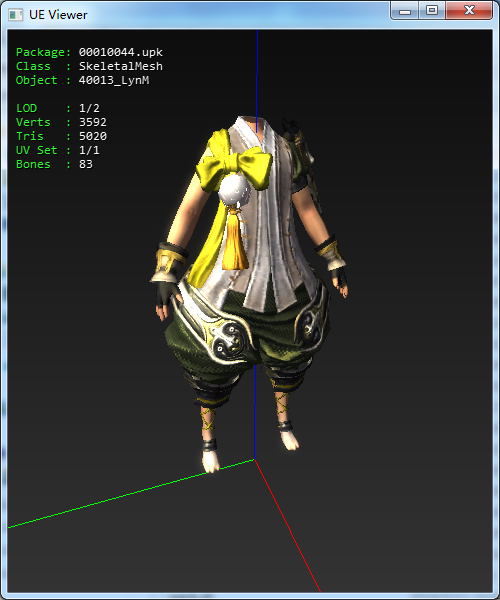 UE Viewer
Package: 00010044.upk
Class  : SkeletalMesh
Object : 40013_LynM
LOD    : 1/2
Verts  : 3592
Tris   : 5020
UV Set : 1/1
Bones  : 83